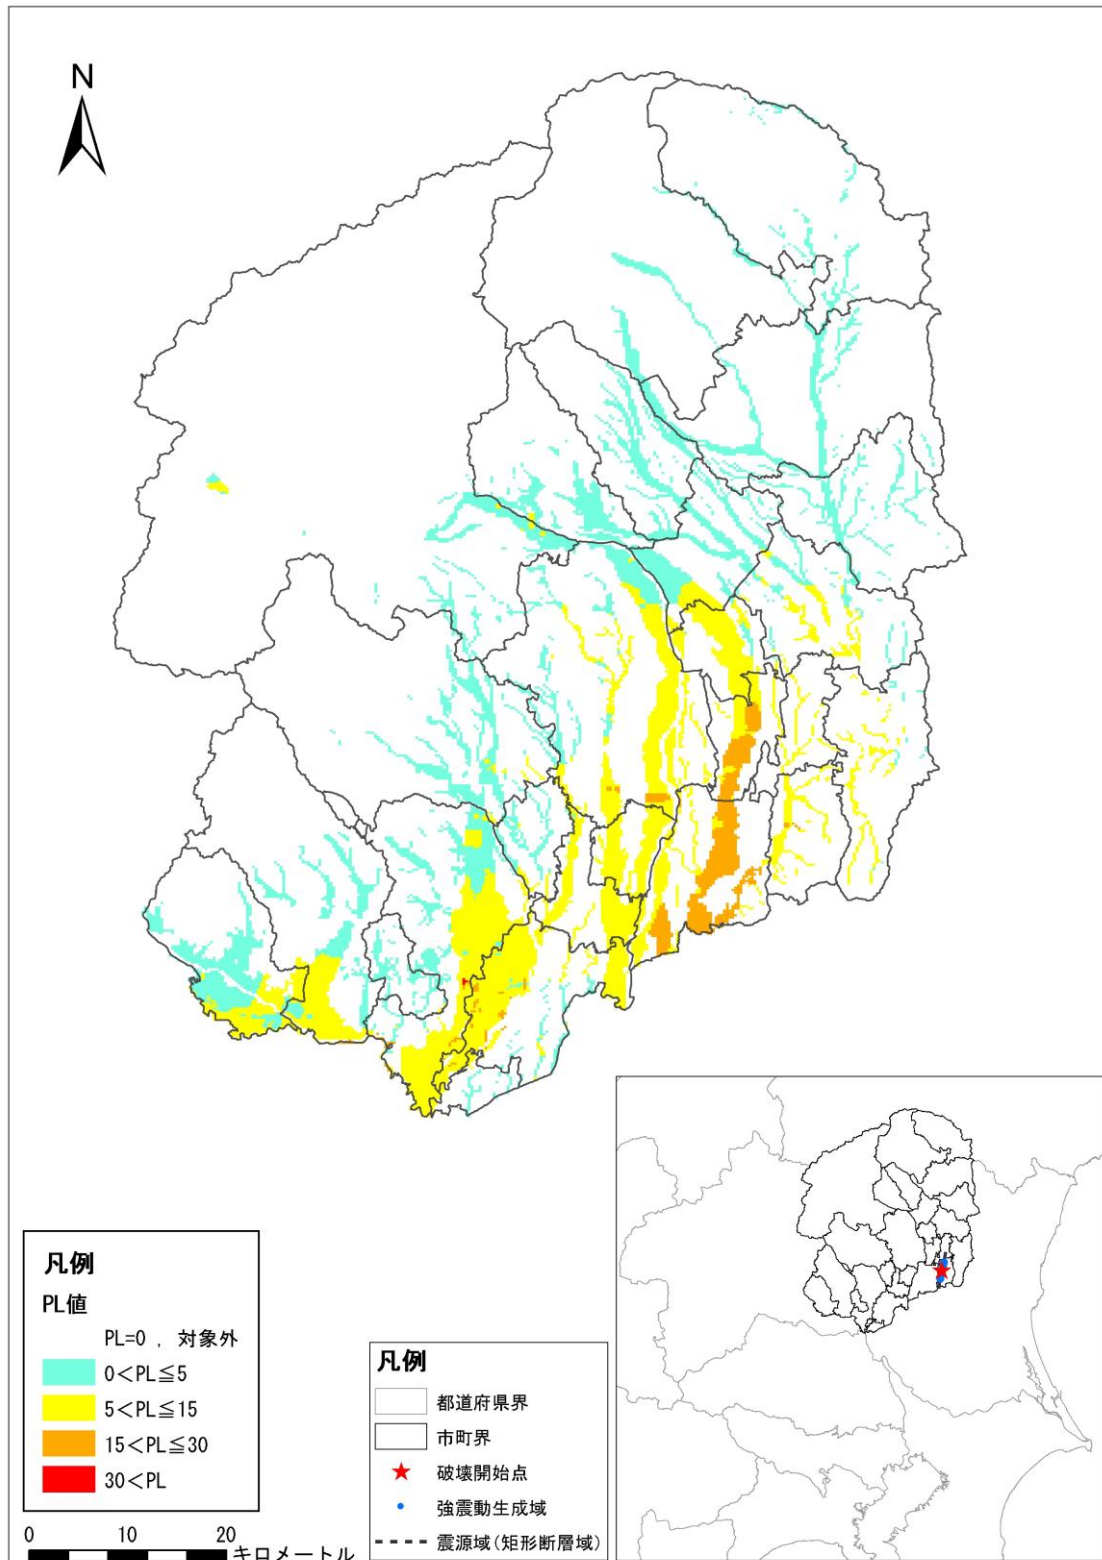 N
凡例
PL値
PL=0 , 対象外
0<PL≦5
5<PL≦15
15<PL≦30
30<PL
0 10 20
キロメートル
凡例
都道府県界
市町界
破壊開始点
強震動生成域
震源域(矩形断層域)